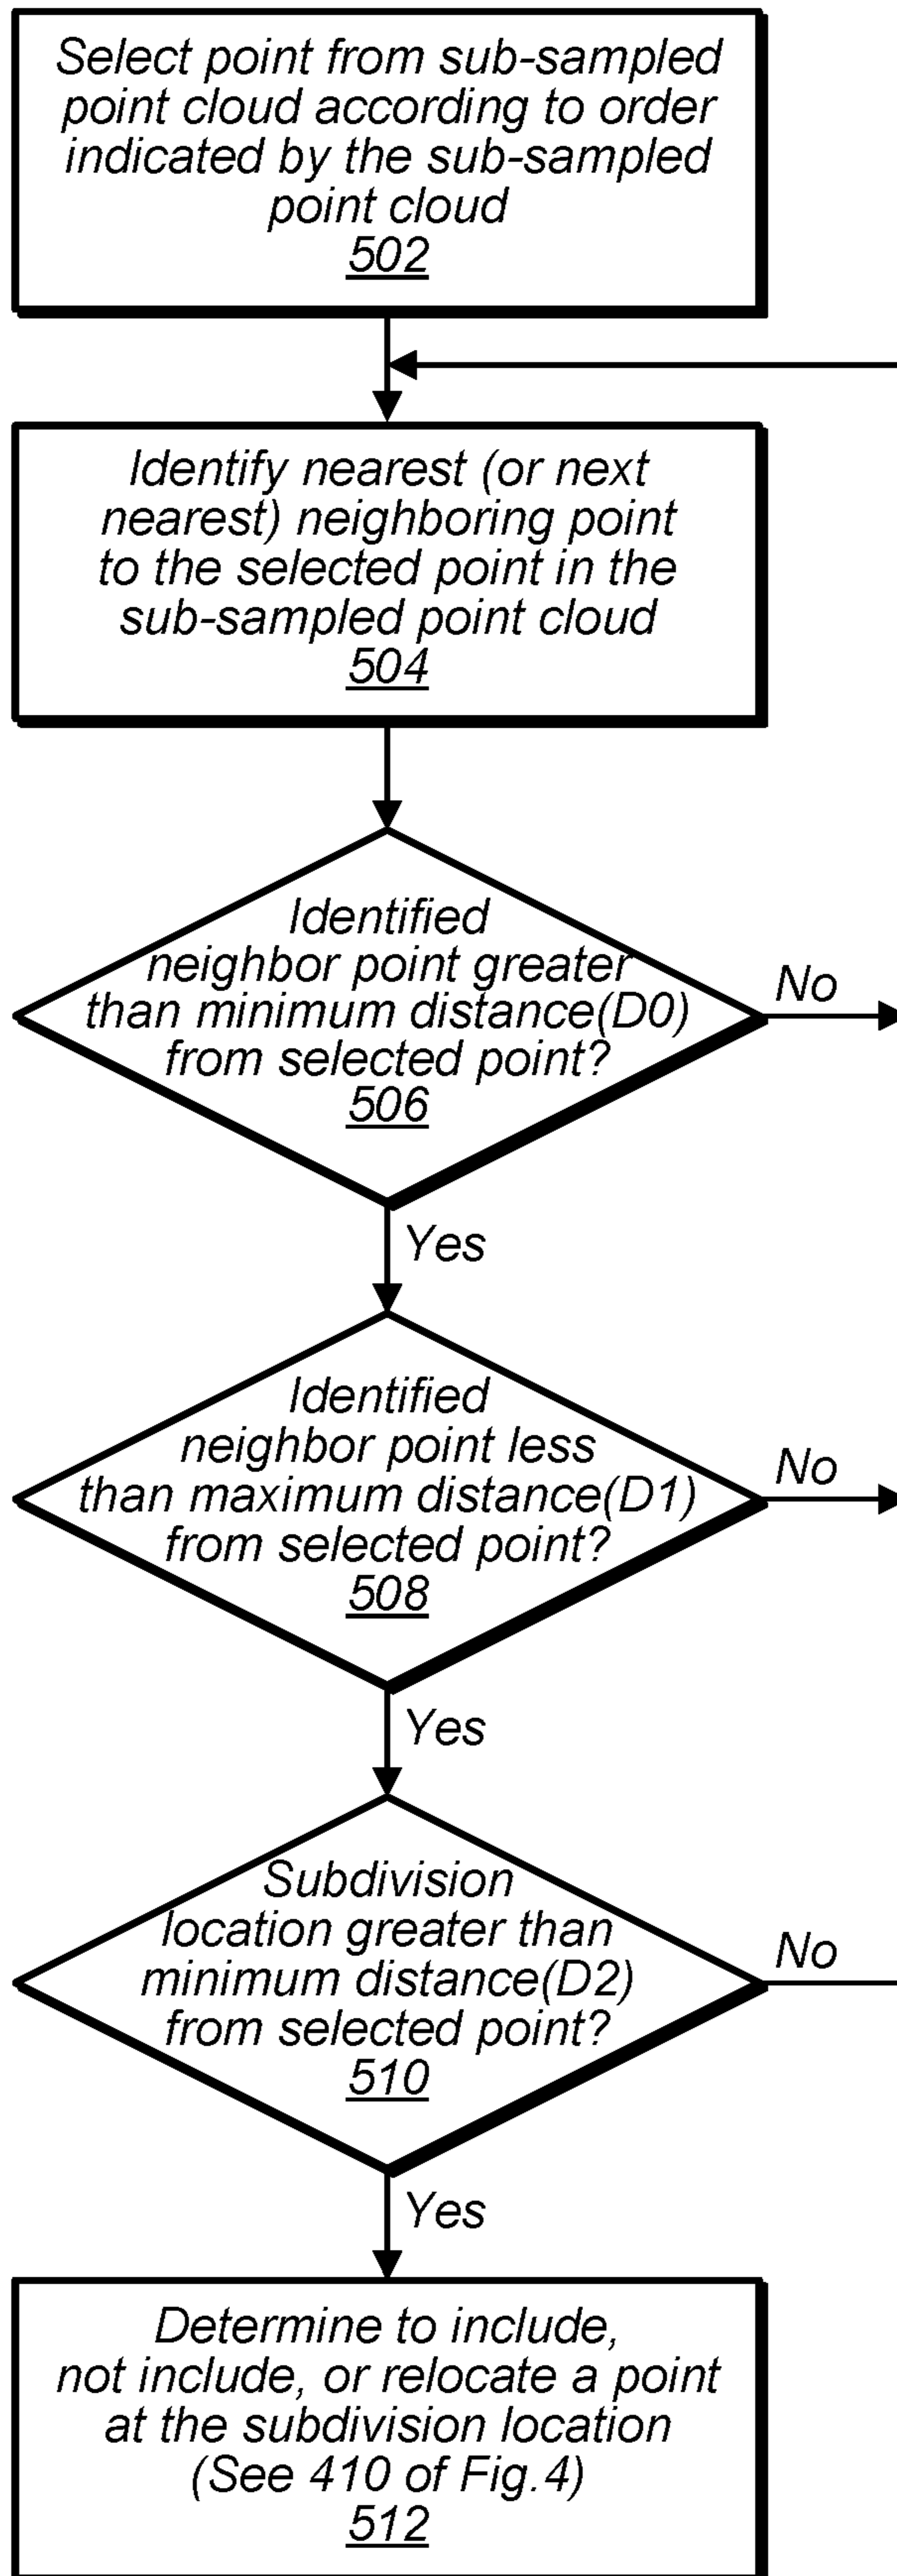 Select point from sub-sampled
point cloud according to order
indicated by the sub-sampled
point cloud
502
Identify nearest (or next
nearest) neighboring point
to the selected point in the
sub-sampled point cloud
504
Identified
neighbor point greater
than minimum distance(D0)
from selected point?
506
No
Yes
Identified
neighbor point less
than maximum distance(D1)
from selected point?
508
No
Yes
Subdivision
location greater than
minimum distance(D2)
from selected point?
510
No
Yes
Determine to include,
not include, or relocate a point
at the subdivision location
(See 410 of Fig.4)
512